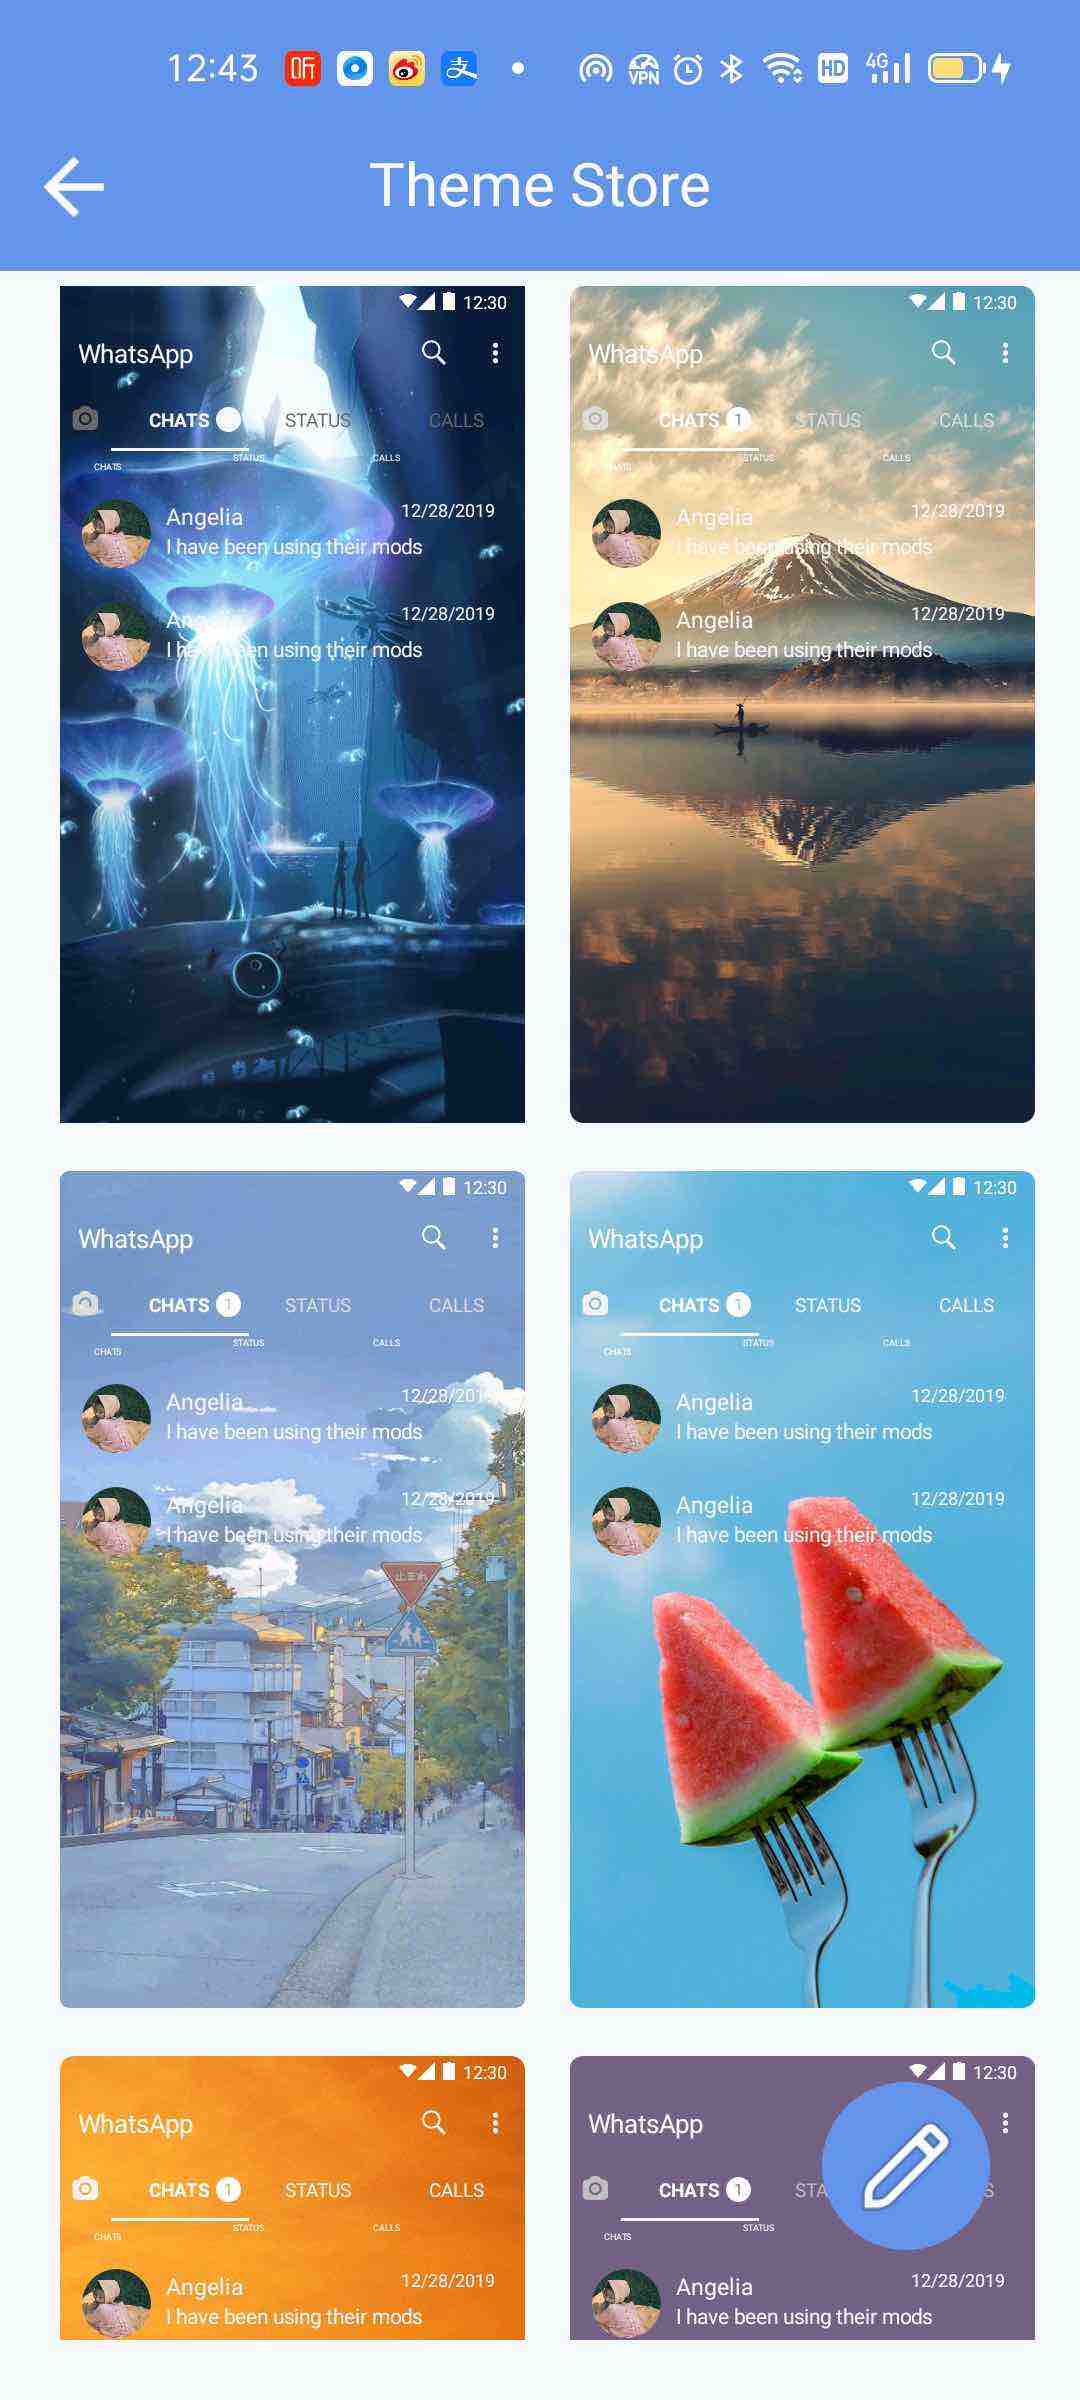 12:43
VPN
HD
4G
Theme Store
12:30
WhatsApp
CHATS
STATUS
CALLS
CHATS
STATUS
CALLS
Angelia
12/28/2019
I have been using their mods
Angelia
12/28/2019
I have been using their mods
12:30
WhatsApp
CHATS 1
STATUS
CALLS
CHATS
STATUS
CALLS
Angelia
12/28/2019
I have been using their mods
Angelia
12/28/2019
I have been using their mods
12:30
WhatsApp
CHATS 1
STATUS
CALLS
CHATS
STATUS
CALLS
Angelia
12/28/2019
I have been using their mods
Angelia
12/28/2019
I have been using their mods
止まれ
12:30
WhatsApp
CHATS 1
STATUS
CALLS
CHATS
STATUS
CALLS
Angelia
12/28/2019
I have been using their mods
Angelia
12/28/2019
I have been using their mods
12:30
WhatsApp
CHATS 1
STATUS
CALLS
CHATS
STATUS
CALLS
Angelia
12/28/2019
I have been using their mods
12:30
WhatsApp
CHATS 1
CHATS
STATUS
Angelia
12/28/2019
I have been using their mods